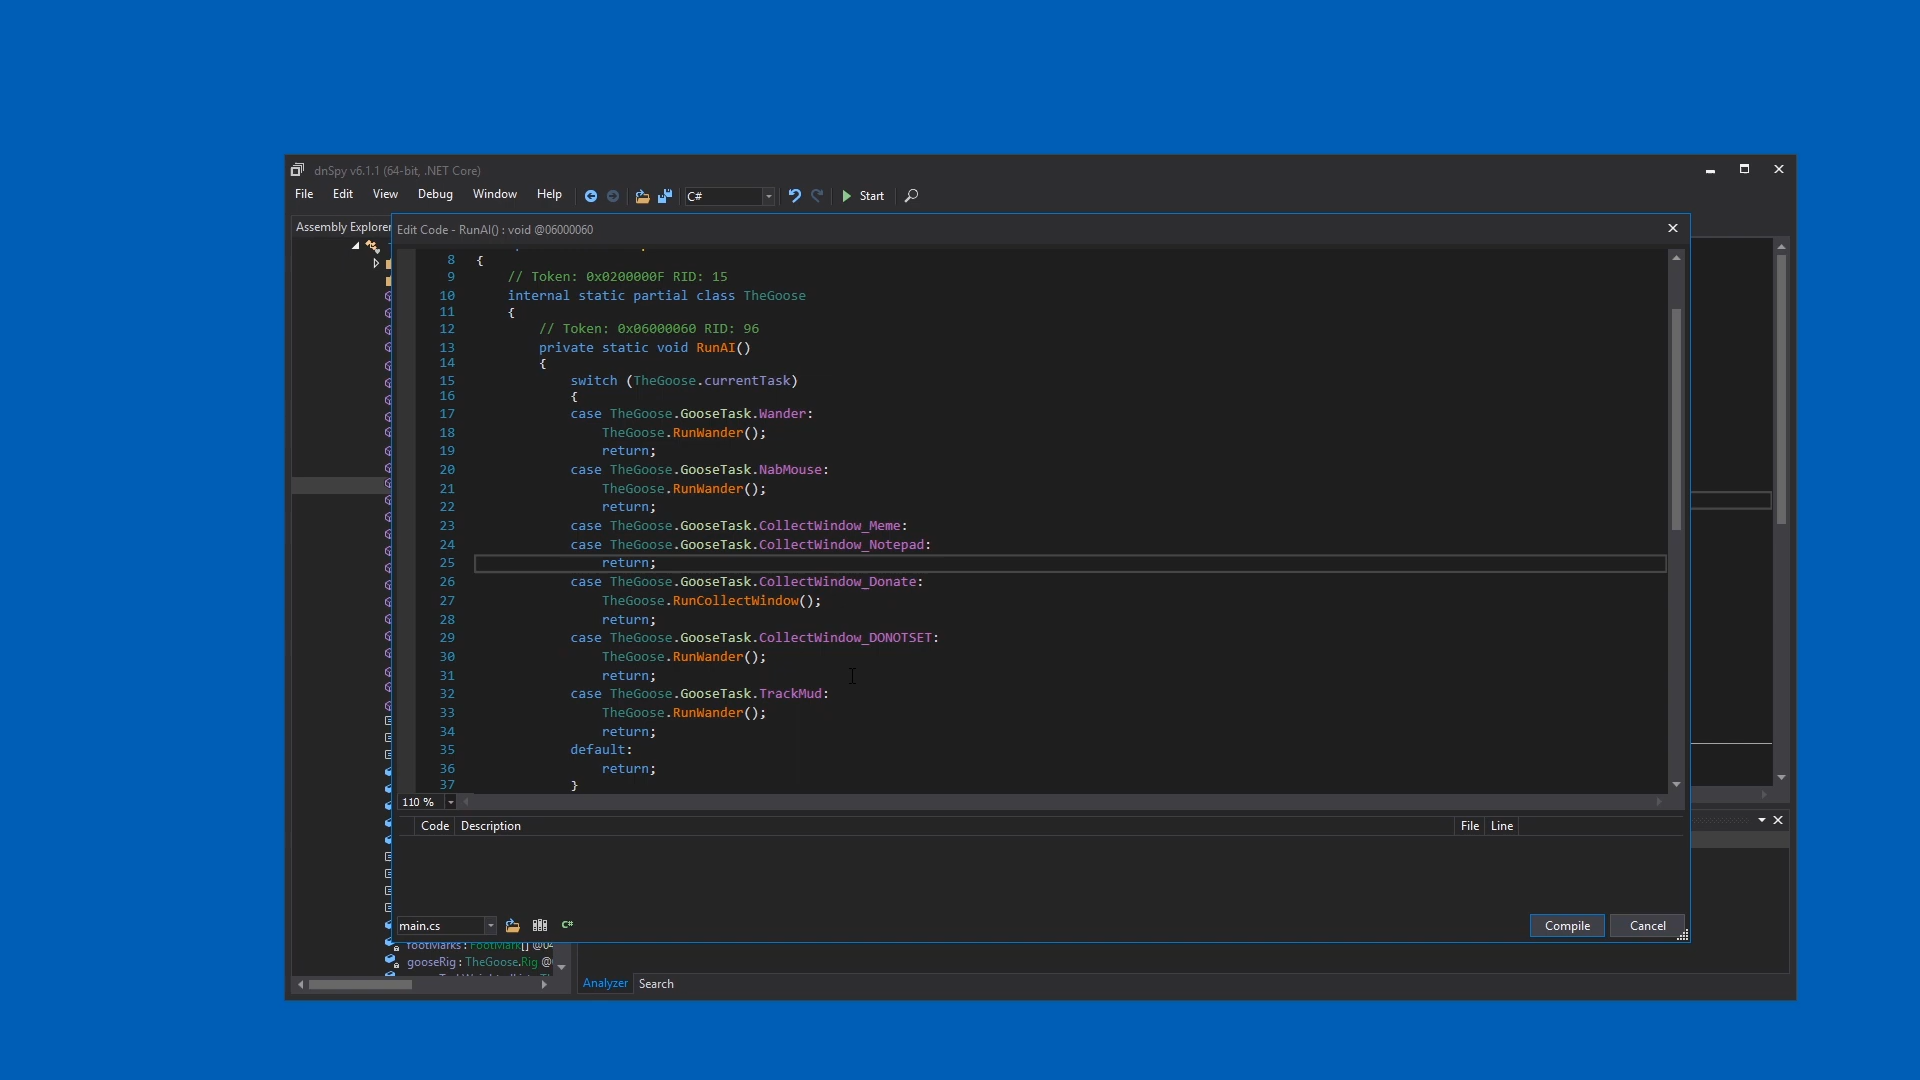 dnSpy v6.1.1 (64-bit, .NET Core)
File Edit View Debug Window Help C# Start
Assembly Explorer
Edit Code - RunAI() : void @06000060
8 {
9 // Token: 0x0200000F RID: 15
10 internal static partial class TheGoose
11 {
12 // Token: 0x06000060 RID: 96
13 private static void RunAI()
14 {
15 switch (TheGoose.currentTask)
16 {
17 case TheGoose.GooseTask.Wander:
18 TheGoose.RunWander();
19 return;
20 case TheGoose.GooseTask.NabMouse:
21 TheGoose.RunWander();
22 return;
23 case TheGoose.GooseTask.CollectWindow_Meme:
24 case TheGoose.GooseTask.CollectWindow_Notepad:
25 return;
26 case TheGoose.GooseTask.CollectWindow_Donate:
27 TheGoose.RunCollectWindow();
28 return;
29 case TheGoose.GooseTask.CollectWindow_DONOTSET:
30 TheGoose.RunWander();
31 return;
32 case TheGoose.GooseTask.TrackMud:
33 TheGoose.RunWander();
34 return;
35 default:
36 return;
37 }
110 %
Code Description File Line
main.cs C# Compile Cancel
footMarks : FootMark[] @04
gooseRig : TheGoose.Rig @
Analyzer Search